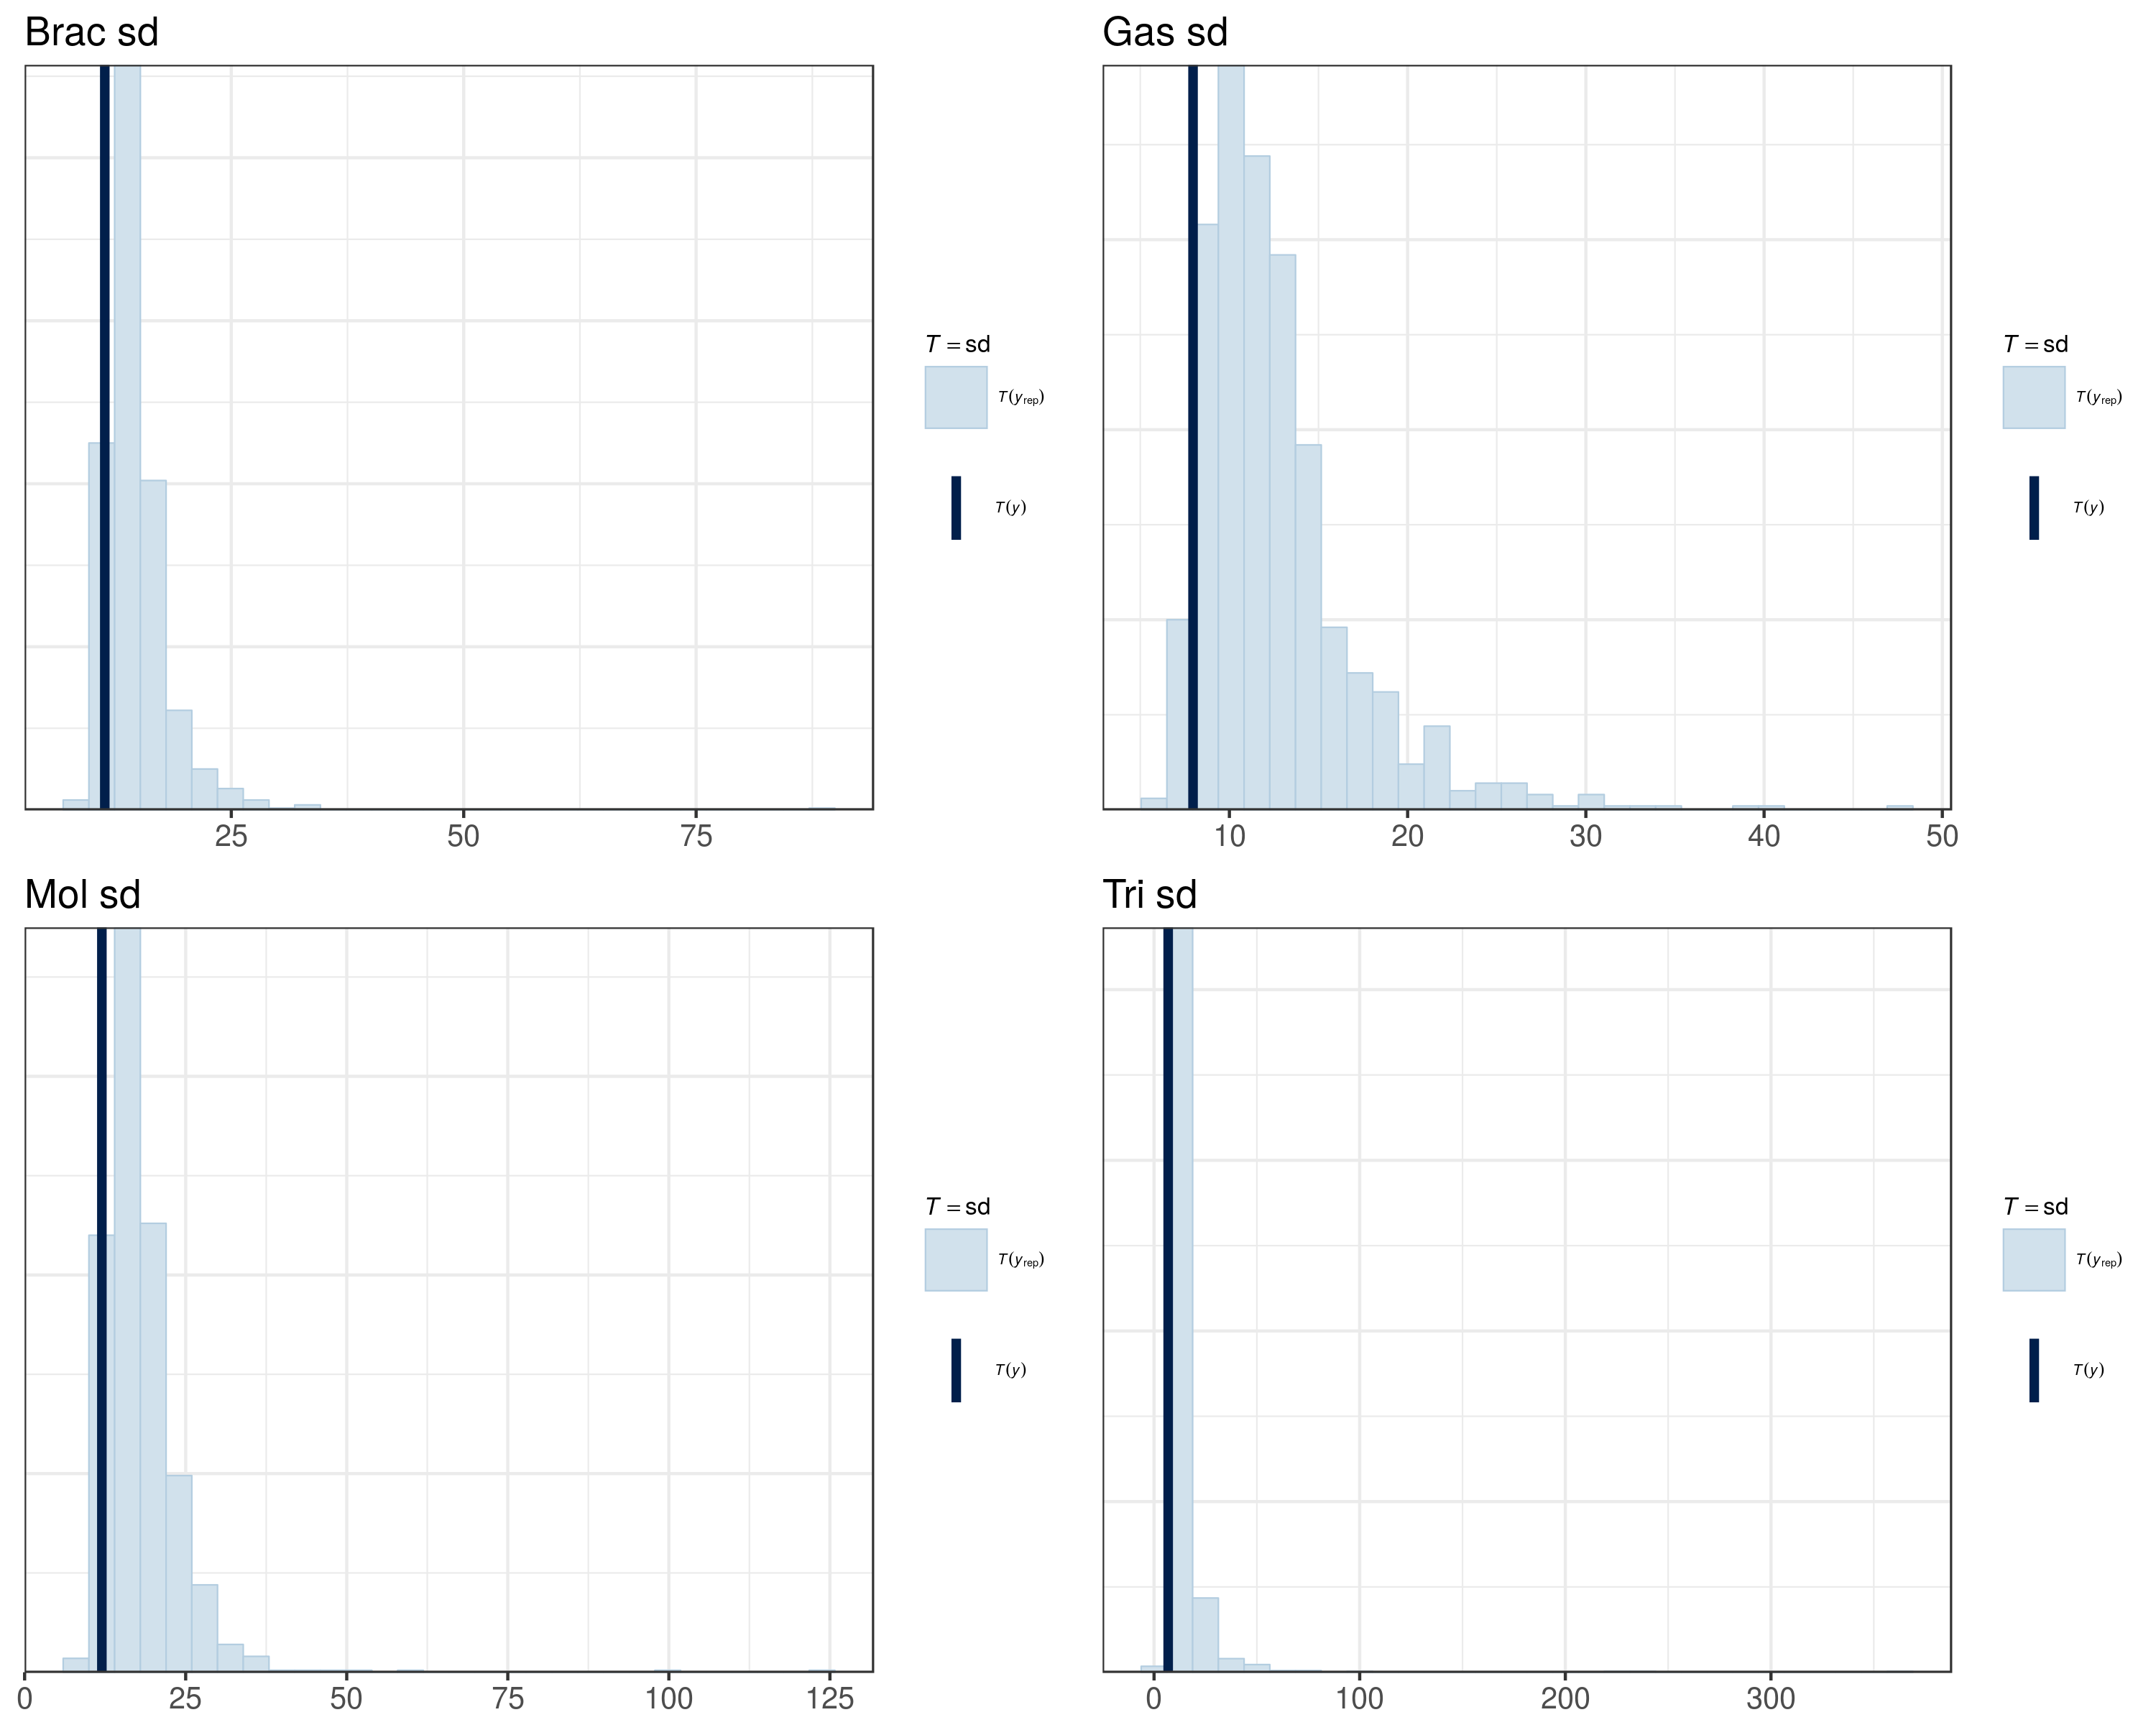 Brac sd
25 50 75
T = sd
T(yrep)
T(y)
Gas sd
10 20 30 40 50
T = sd
T(yrep)
T(y)
Mol sd
0 25 50 75 100 125
T = sd
T(yrep)
T(y)
Tri sd
0 100 200 300
T = sd
T(yrep)
T(y)